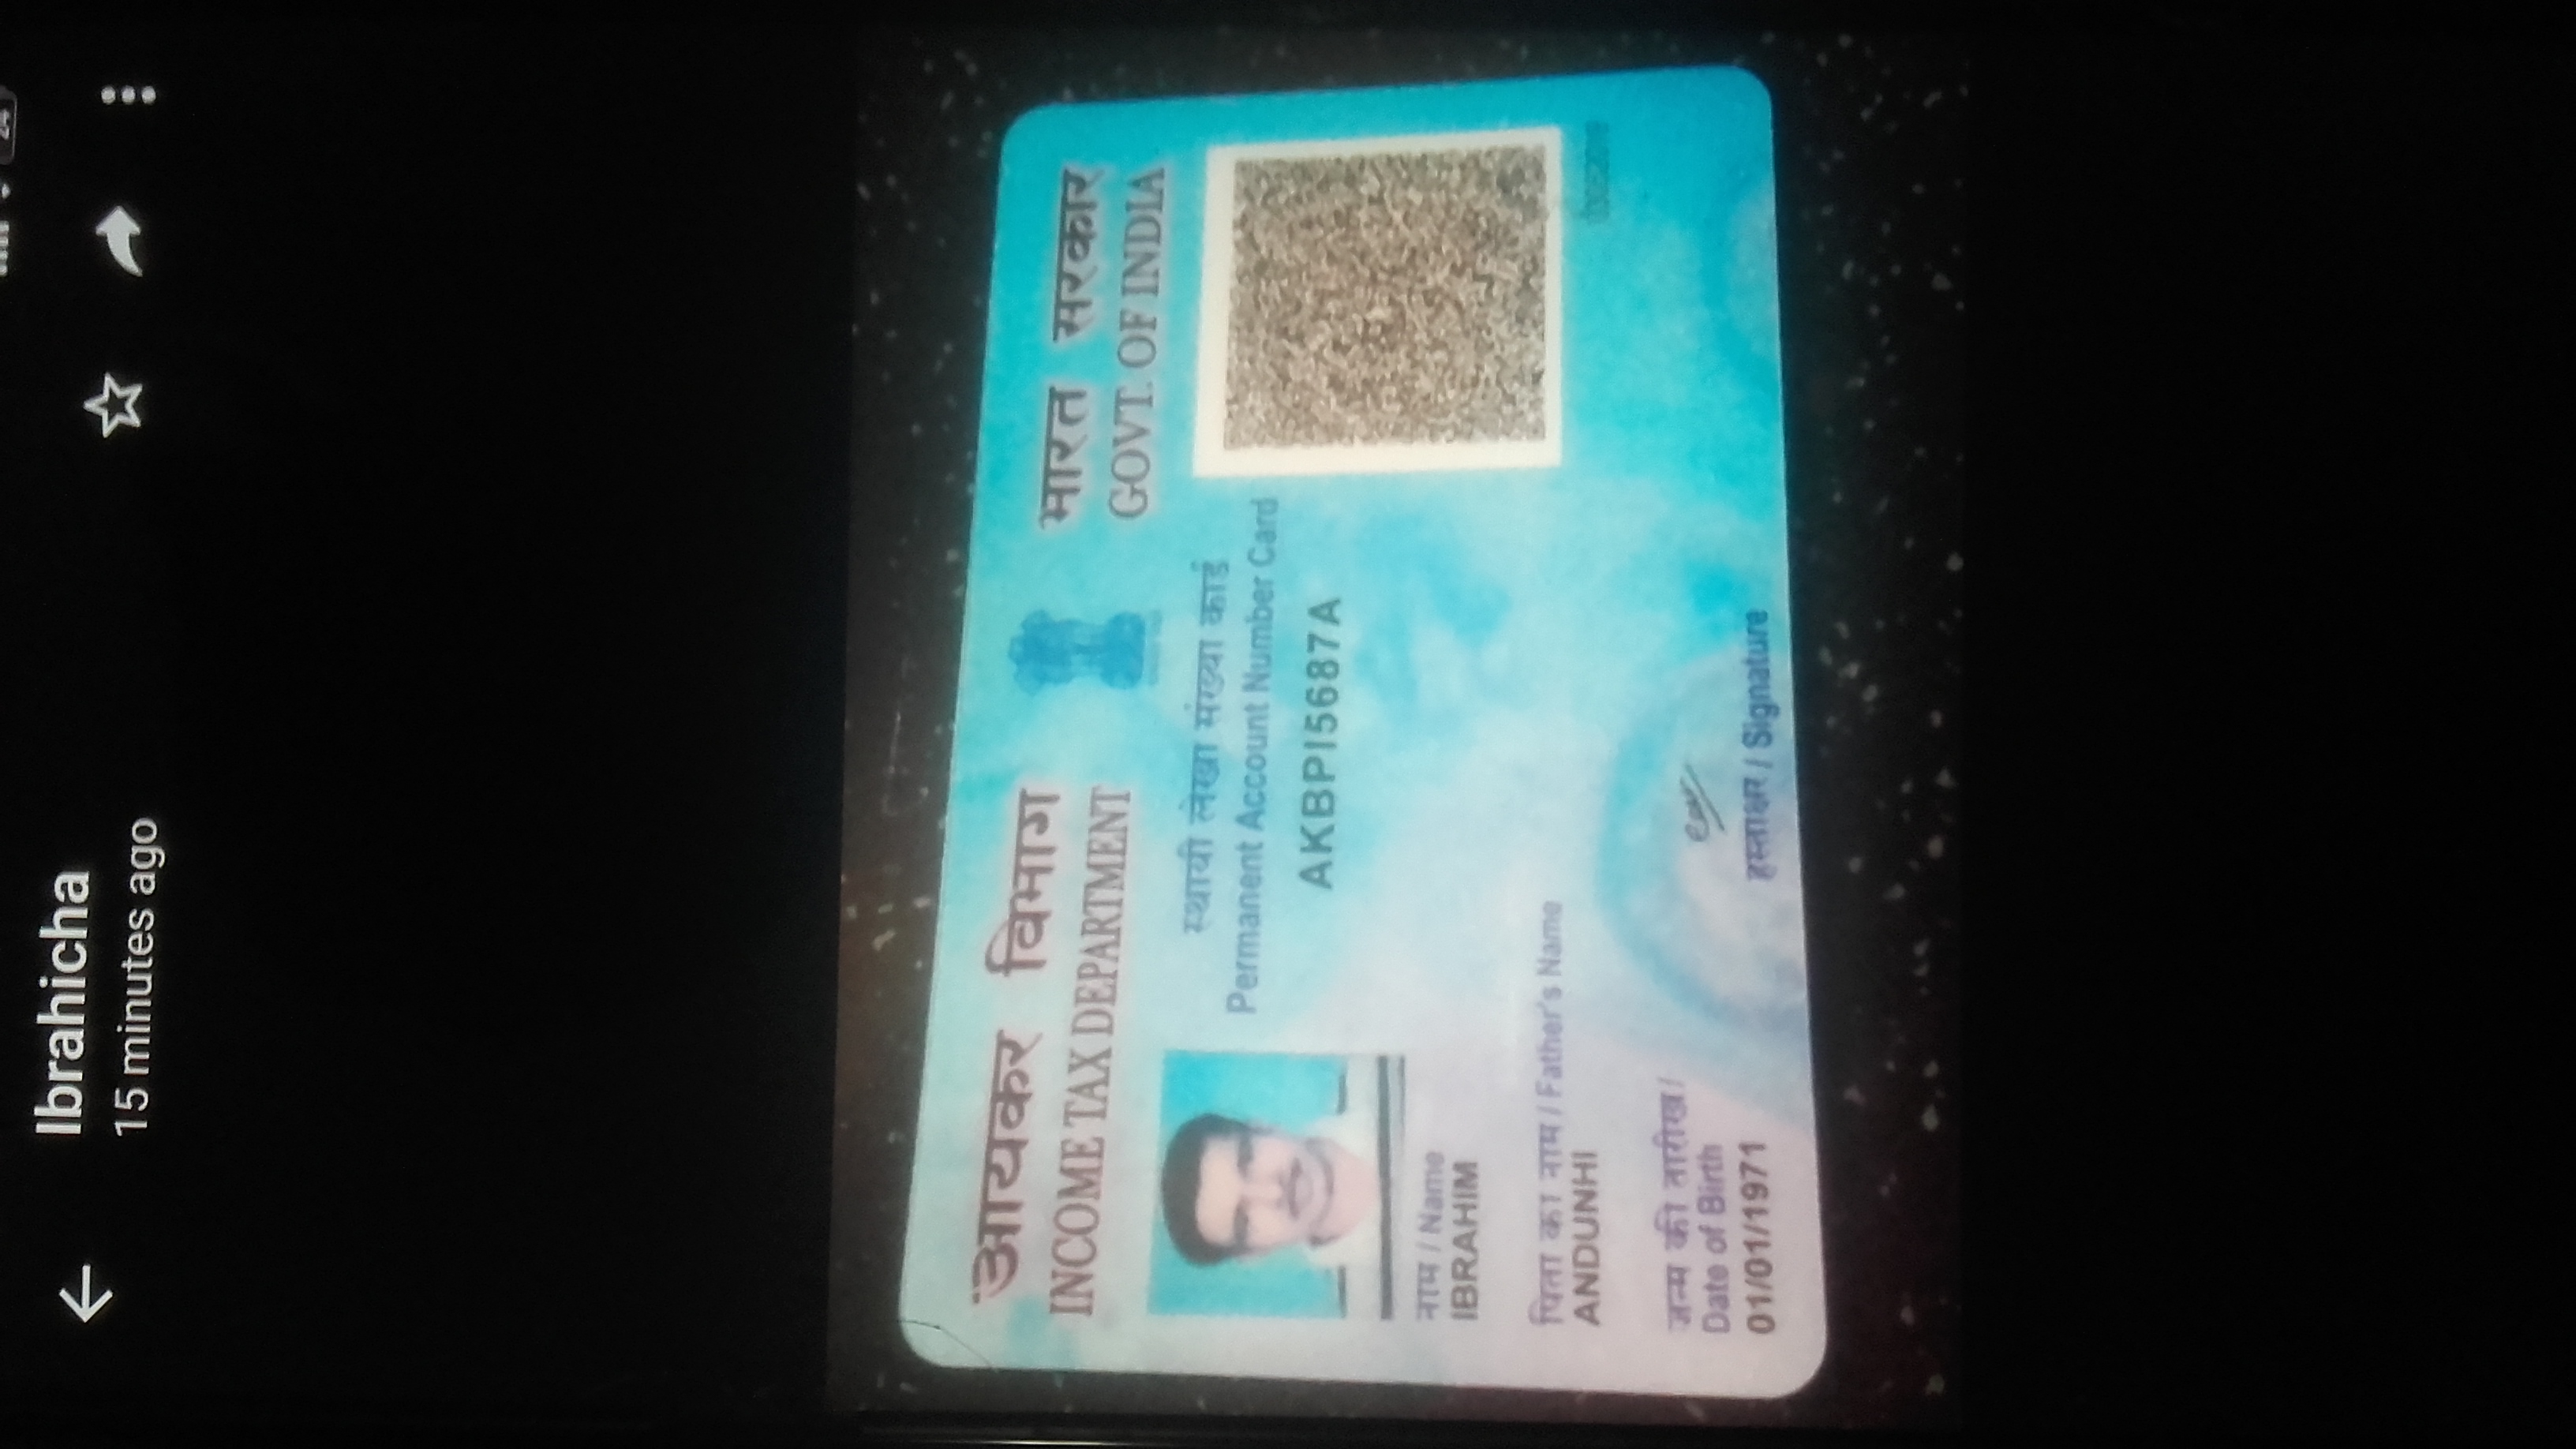 Ibrahicha
15 minutes ago
आयकर विभाग
INCOME TAX DEPARTMENT
भारत सरकार
GOVT. OF INDIA
स्थायी लेखा संख्या कार्ड
Permanent Account Number Card
AKBPI5687A
नाम / Name
IBRAHIM
पिता का नाम / Father's Name
ANDUNHI
जन्म की तारीख /
Date of Birth
01/01/1971
हस्ताक्षर / Signature